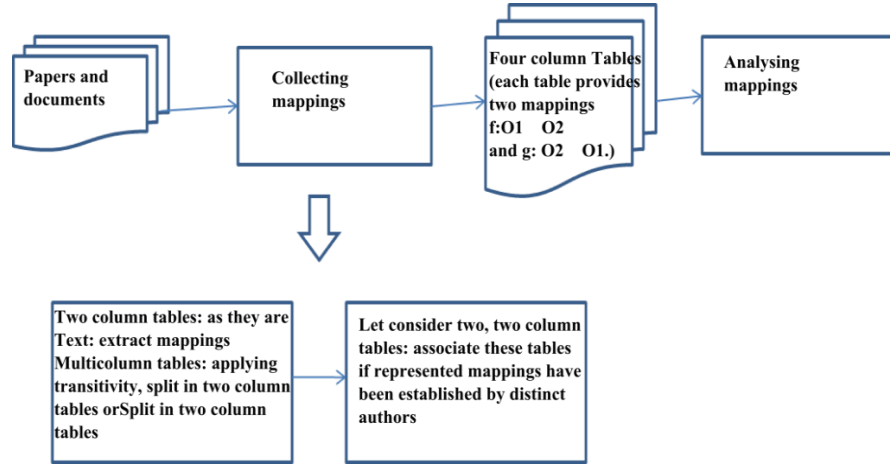 Papers and
documents
Collecting
mappings
Four column Tables
(each table provides
two mappings
f:O1 O2
and g: O2 O1.)
Analysing
mappings
Two column tables: as they are
Text: extract mappings
Multicolumn tables: applying
transitivity, split in two column
tables orSplit in two column
tables
Let consider two, two column
tables: associate these tables
if represented mappings have
been established by distinct
authors